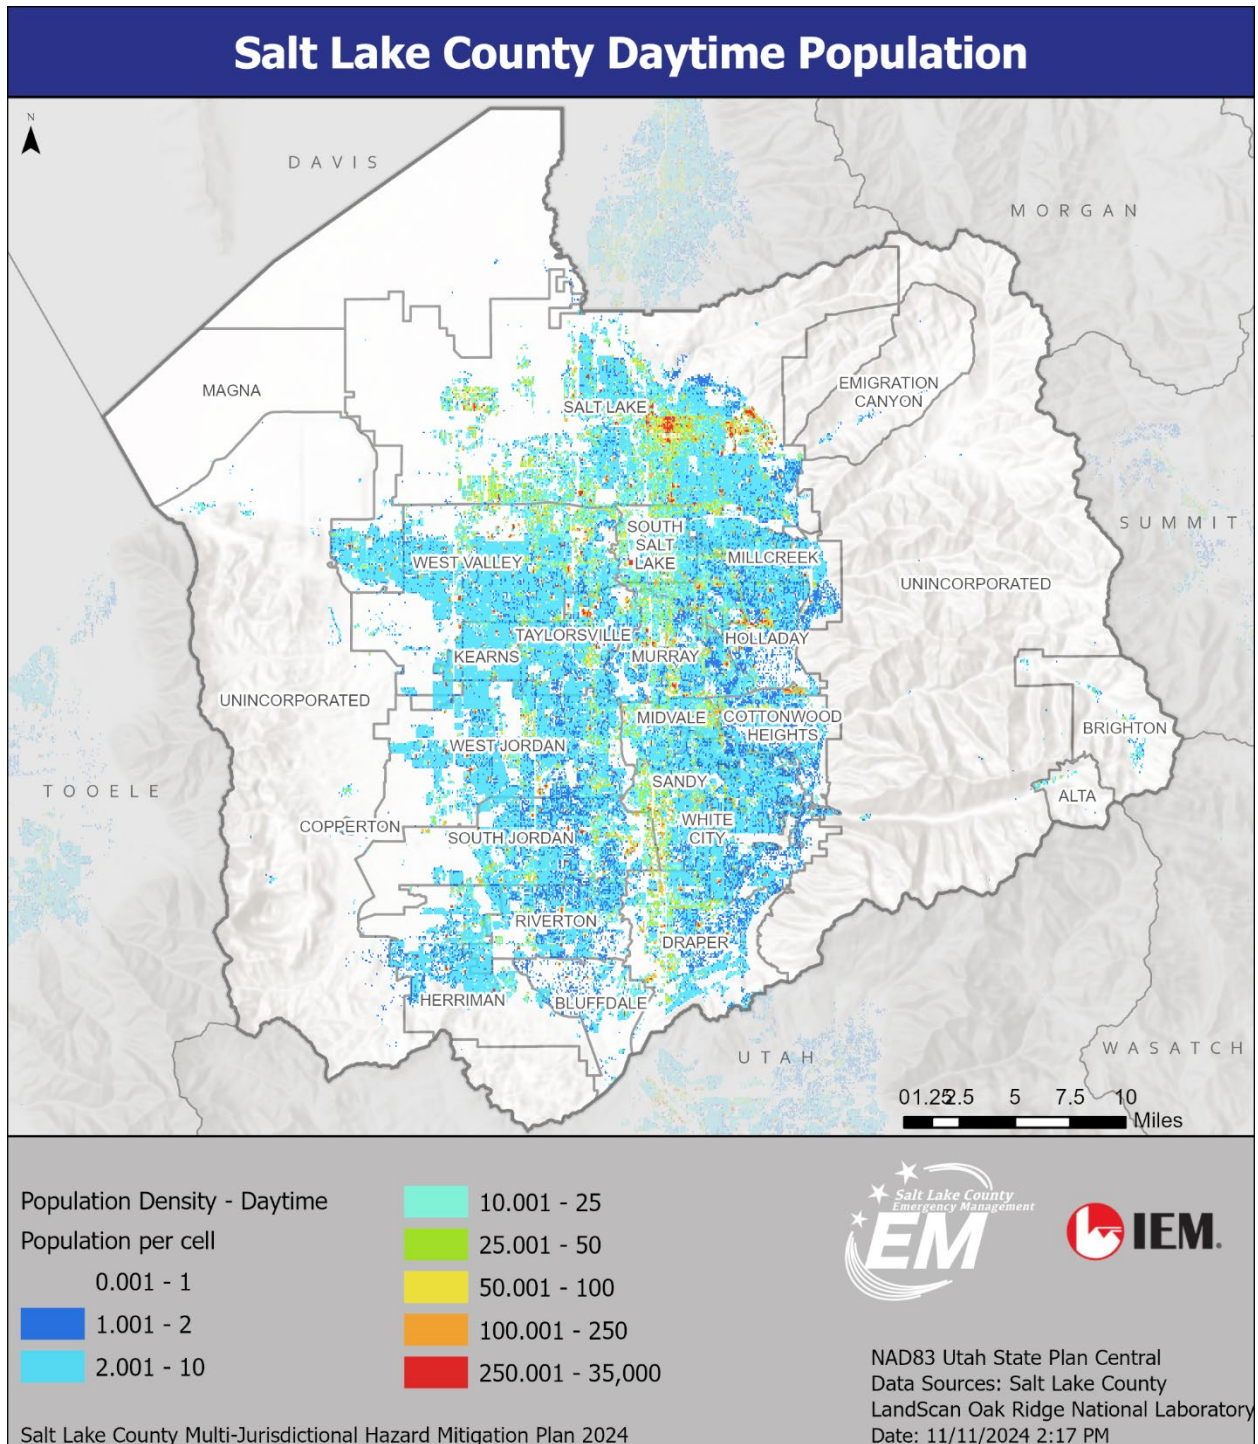 Salt Lake County Daytime Population
N
DAVIS
MORGAN
MAGNA
EMIGRATION
CANYON
SALT LAKE
SUMMIT
SOUTH
SALT
LAKE
WEST VALLEY
MILLCREEK
UNINCORPORATED
TAYLORSVILLE
HOLLADAY
KEARNS
MURRAY
UNINCORPORATED
MIDVALE
COTTONWOOD
HEIGHTS
BRIGHTON
WEST JORDAN
SANDY
TOOELE
ALTA
COPPERTON
SOUTH JORDAN
WHITE
CITY
RIVERTON
DRAPER
HERRIMAN
BLUFFDALE
UTAH
WASATCH
0 1.25 2.5 5 7.5 10
Miles
Population Density - Daytime
Population per cell
0.001 - 1
1.001 - 2
2.001 - 10
10.001 - 25
25.001 - 50
50.001 - 100
100.001 - 250
250.001 - 35,000
Salt Lake County
Emergency Management
EM
IEM.
NAD83 Utah State Plan Central
Data Sources: Salt Lake County
LandScan Oak Ridge National Laboratory
Date: 11/11/2024 2:17 PM
Salt Lake County Multi-Jurisdictional Hazard Mitigation Plan 2024